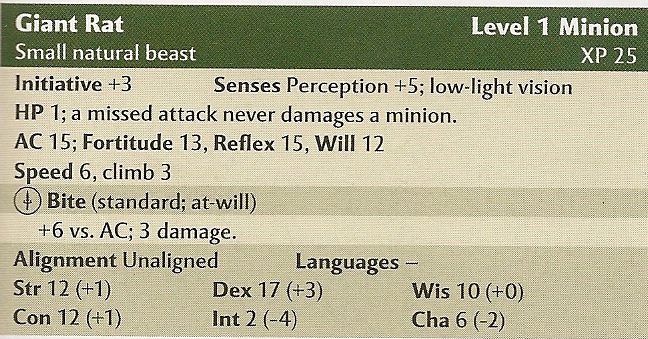 Giant Rat Level 1 Minion
Small natural beast XP 25
Initiative +3 Senses Perception +5; low-light vision
HP 1; a missed attack never damages a minion.
AC 15; Fortitude 13, Reflex 15, Will 12
Speed 6, climb 3
Bite (standard; at-will)
+6 vs. AC; 3 damage.
Alignment Unaligned Languages –
Str 12 (+1) Dex 17 (+3) Wis 10 (+0)
Con 12 (+1) Int 2 (-4) Cha 6 (-2)